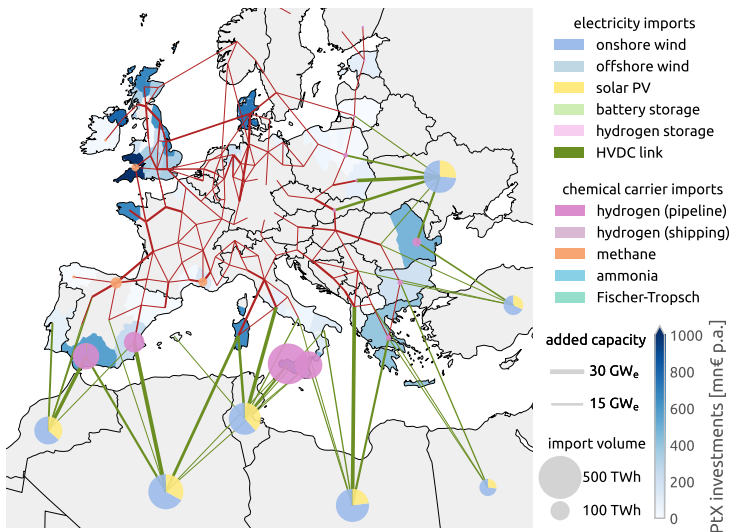 electricity imports
onshore wind
offshore wind
solar PV
battery storage
hydrogen storage
HVDC link
chemical carrier imports
hydrogen (pipeline)
hydrogen (shipping)
methane
ammonia
Fischer-Tropsch
added capacity
30 GWₑ
15 GWₑ
import volume
500 TWh
100 TWh
1000
800
600
400
200
0
PtX investments [mn€ p.a.]